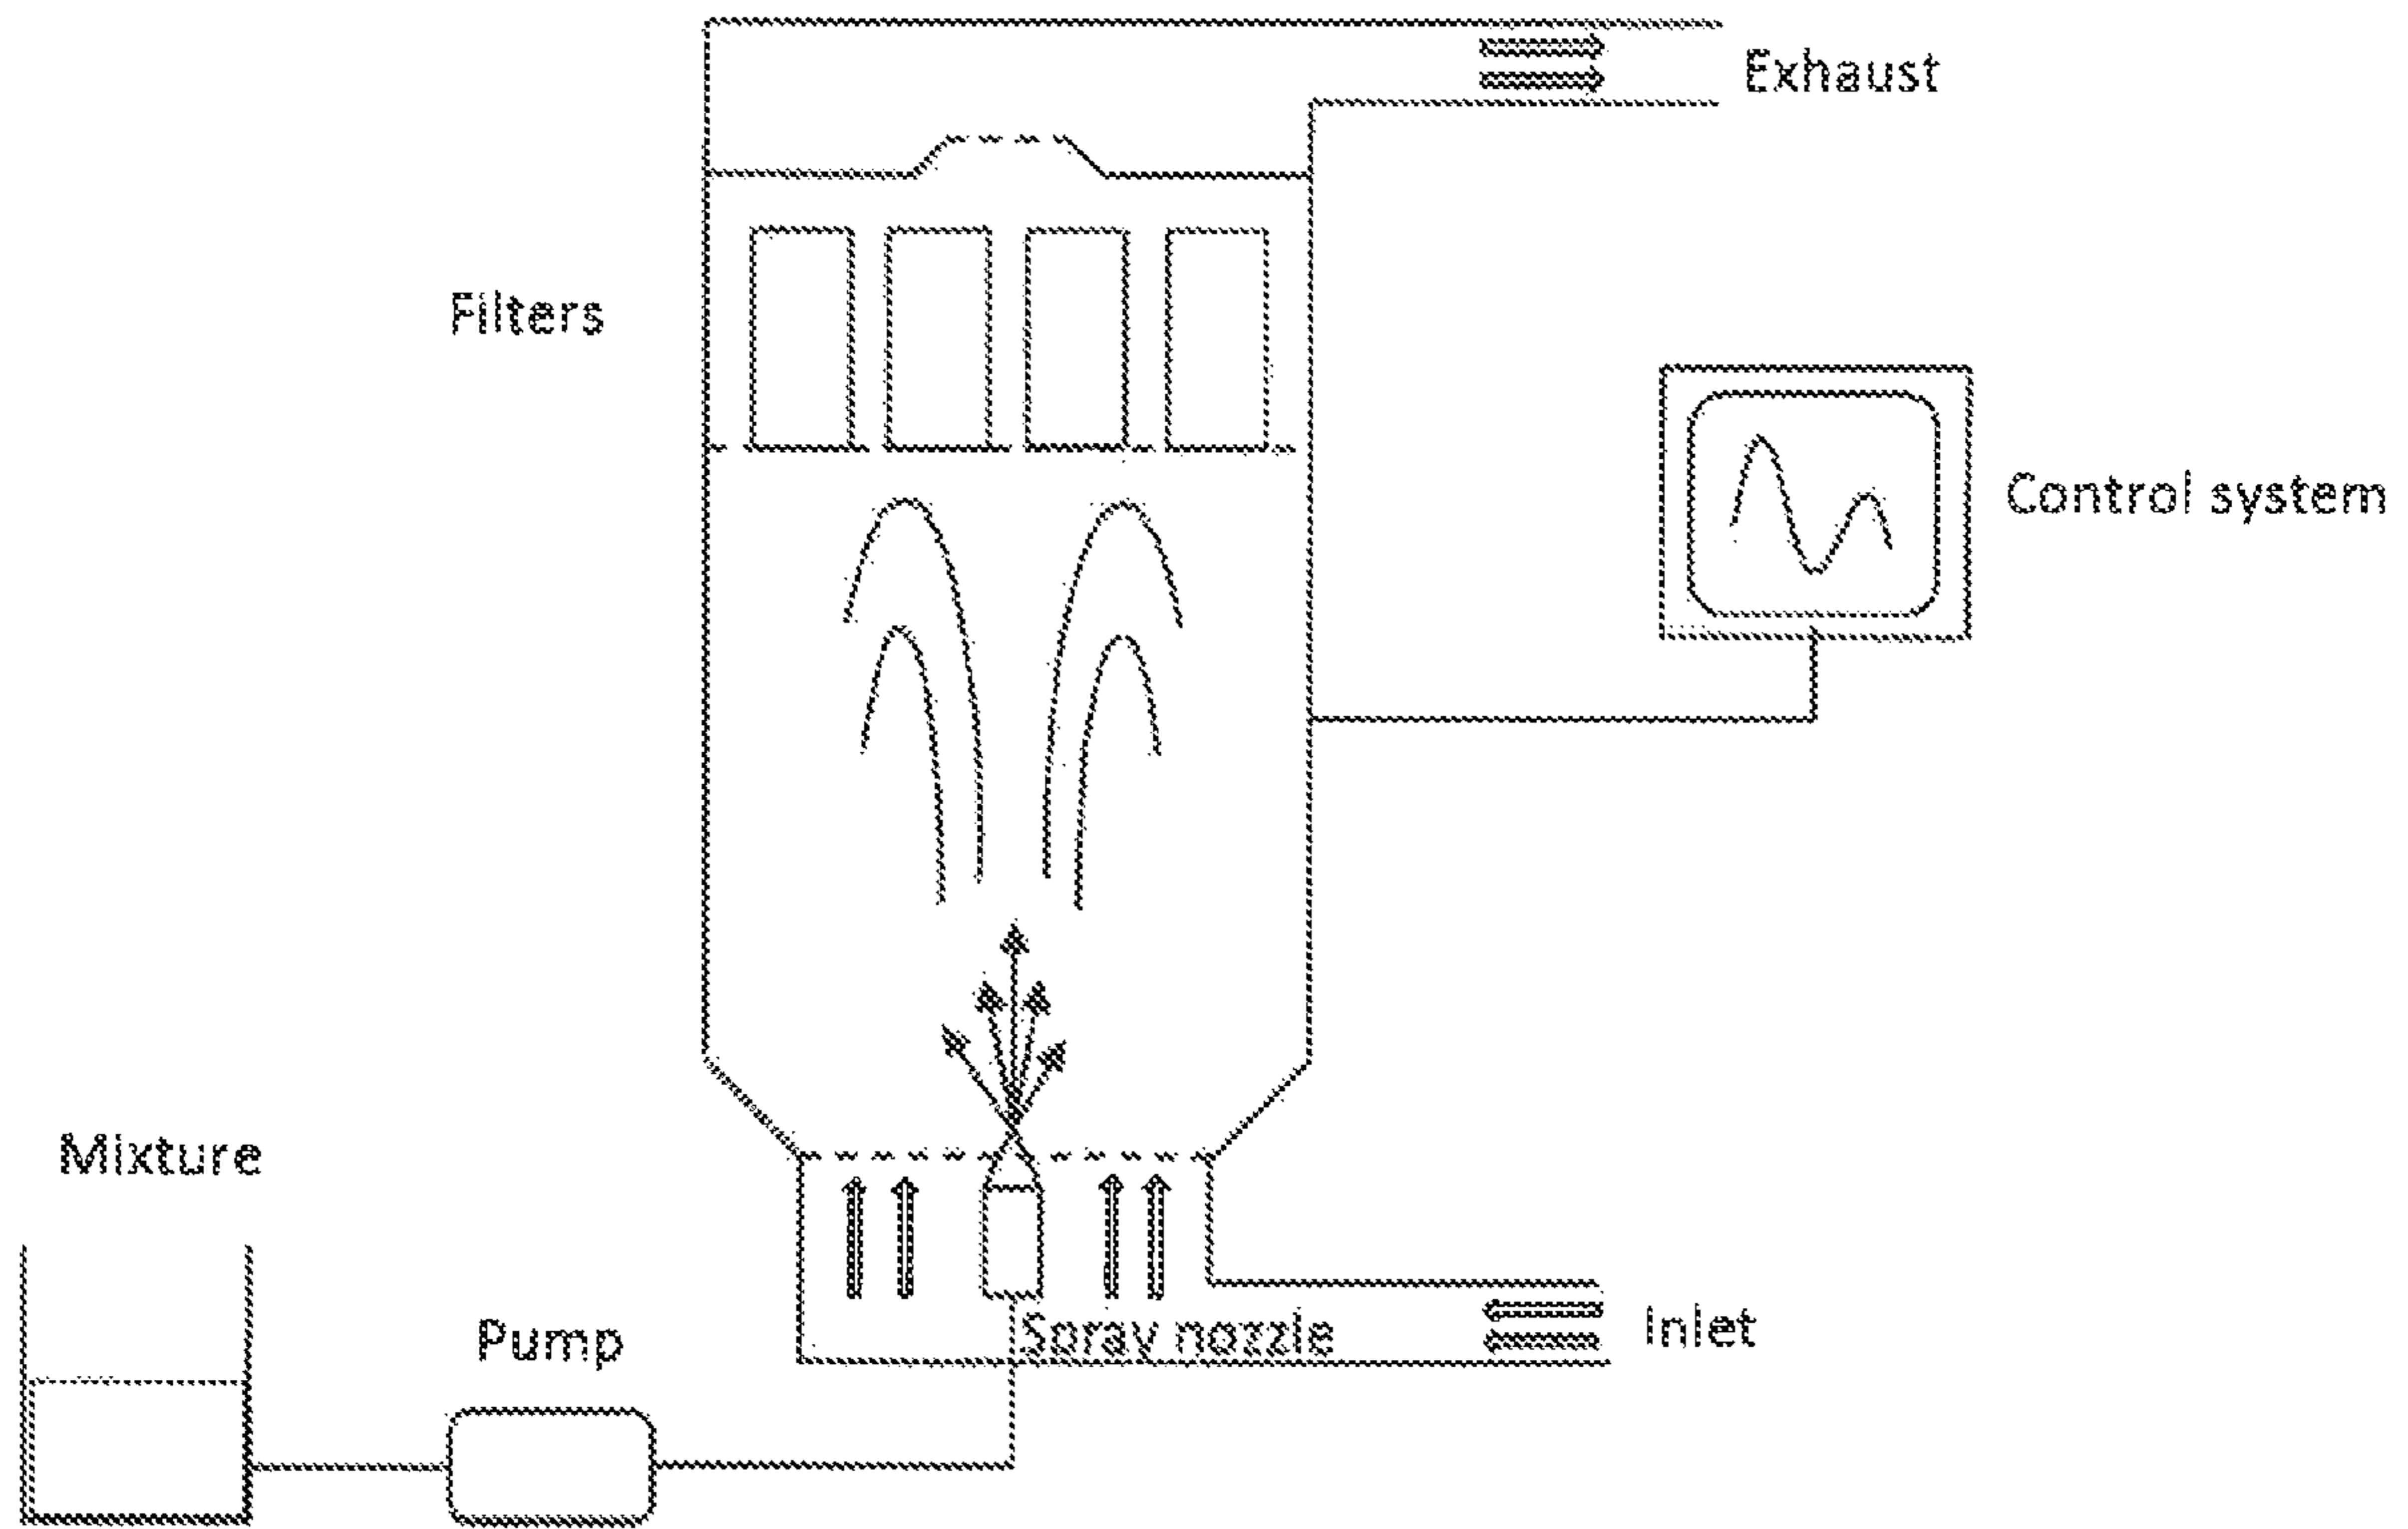 Exhaust
Filters
Control system
Mixture
Spray nozzle
Inlet
Pump